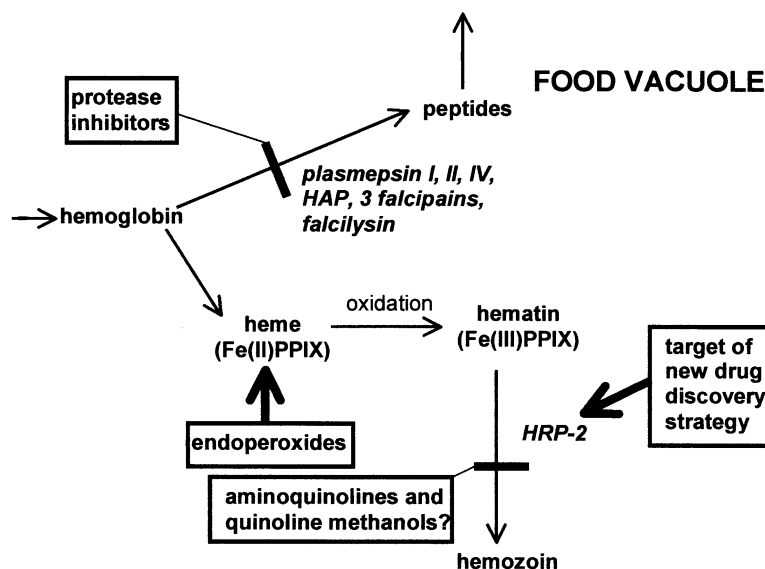 FOOD VACUOLE
protease
inhibitors
peptides
plasmepsin I, II, IV,
HAP, 3 falcipains,
falcilysin
hemoglobin
oxidation
heme
(Fe(II)PPIX)
hematin
(Fe(III)PPIX)
target of
new drug
discovery
strategy
endoperoxides
HRP-2
aminoquinolines and
quinoline methanols?
hemozoin